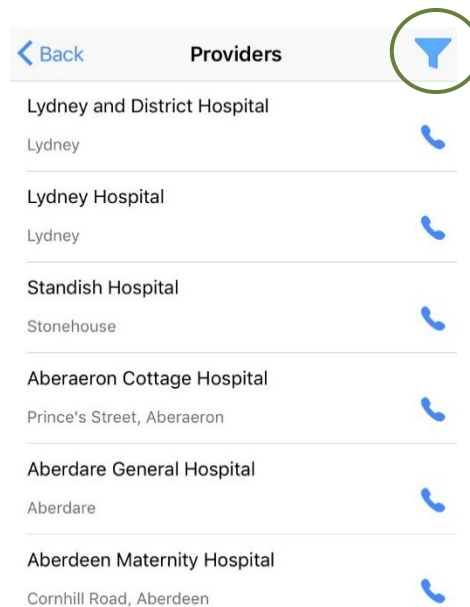 Back Providers
Lydney and District Hospital
Lydney
Lydney Hospital
Lydney
Standish Hospital
Stonehouse
Aberaeron Cottage Hospital
Prince's Street, Aberaeron
Aberdare General Hospital
Aberdare
Aberdeen Maternity Hospital
Cornhill Road, Aberdeen